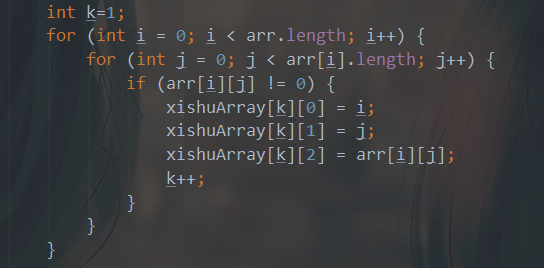 int k=1;
for (int i = 0; i < arr.length; i++) {
for (int j = 0; j < arr[i].length; j++) {
if (arr[i][j] != 0) {
xishuArray[k][0] = i;
xishuArray[k][1] = j;
xishuArray[k][2] = arr[i][j];
k++;
}
}
}